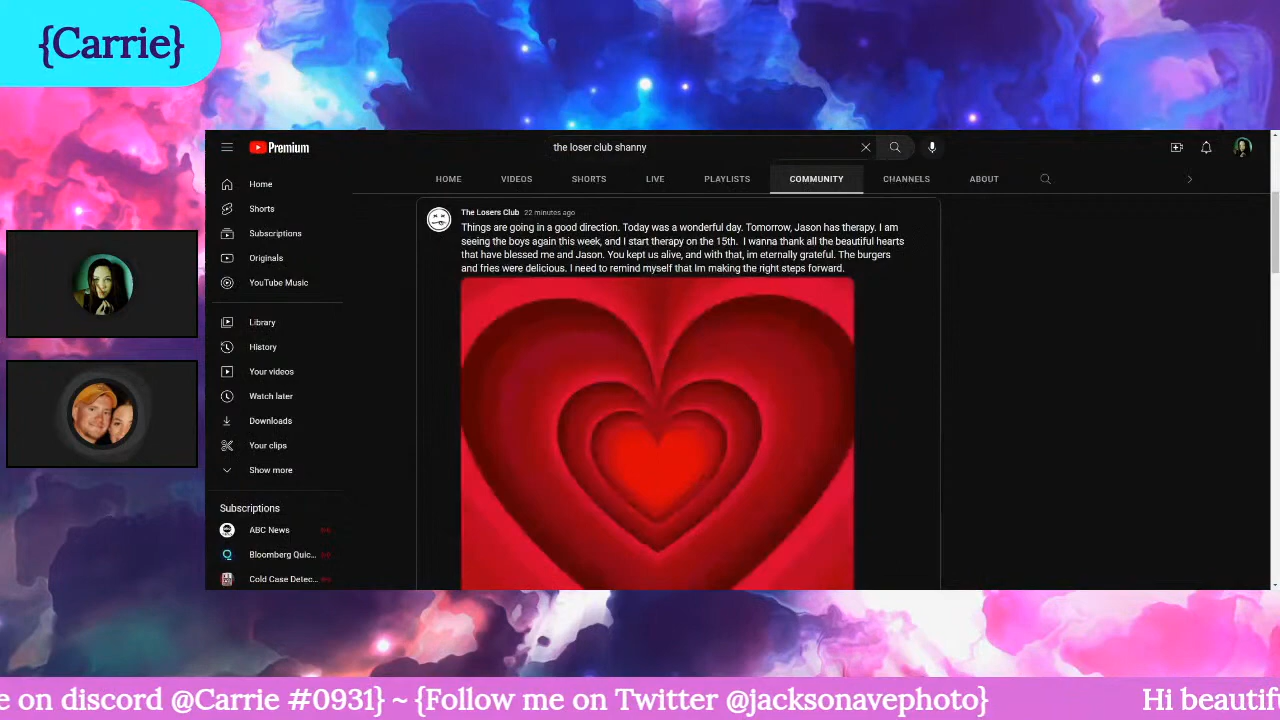 {Carrie}
Premium
the loser club shanny
HOME VIDEOS SHORTS LIVE PLAYLISTS COMMUNITY CHANNELS ABOUT
Home
Shorts
Subscriptions
Originals
YouTube Music
Library
History
Your videos
Watch later
Downloads
Your clips
Show more
Subscriptions
ABC News
Bloomberg Quic...
Cold Case Detec...
The Losers Club 22 minutes ago
Things are going in a good direction. Today was a wonderful day. Tomorrow, Jason has therapy. I am
seeing the boys again this week, and I start therapy on the 15th. I wanna thank all the beautiful hearts
that have blessed me and Jason. You kept us alive, and with that, im eternally grateful. The burgers
and fries were delicious. I need to remind myself that Im making the right steps forward.
e on discord @Carrie #0931} ~ {Follow me on Twitter @jacksonavephoto} Hi beautif